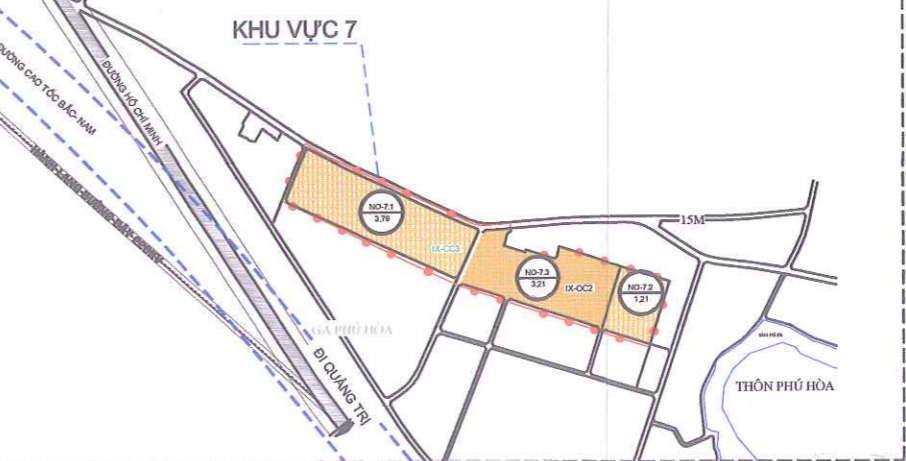 KHU VỰC 7
ĐƯỜNG CAO TỐC BẮC- NAM
ĐƯỜNG HỒ CHÍ MINH
NO-7.1
3,79
15M
IX-CC3
NO-7.3
3,21
IX-CC2
NO-7.2
1,21
GA PHÚ HÒA
ĐI QUẢNG TRỊ
THÔN PHÚ HÒA